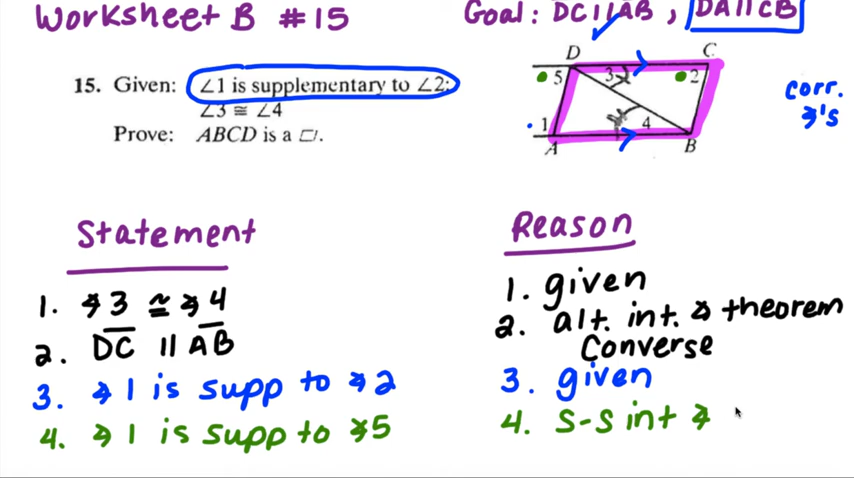 Worksheet B #15
Goal: DC ∥ AB, DA ∥ CB
15. Given: ∠1 is supplementary to ∠2;
∠3 ≅ ∠4
Prove: ABCD is a ▱.
D C
5 3 2
1 4
A B
corr.
∠'s
Statement Reason
1. ∠3 ≅ ∠4
1. given
2. DC ∥ AB
2. alt. int. ∠ theorem
Converse
3. ∠1 is supp to ∠2
3. given
4. ∠1 is supp to ∠5
4. s-s int ∠